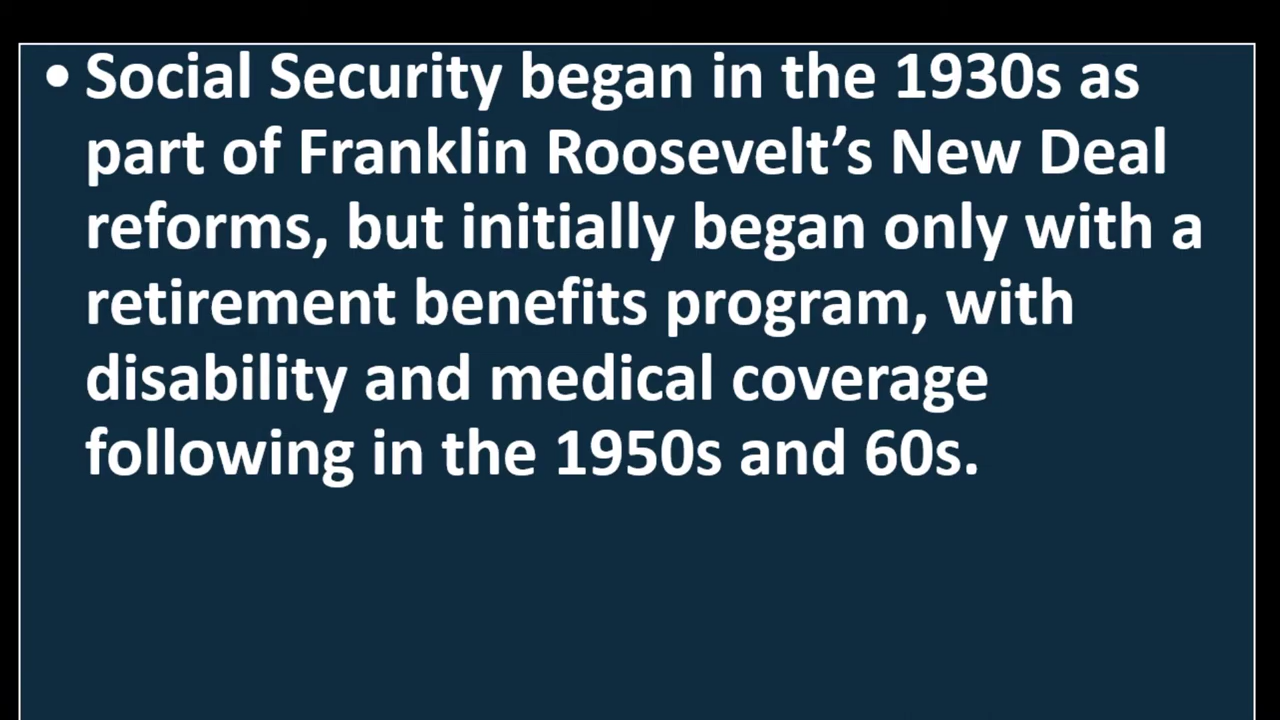 • Social Security began in the 1930s as
part of Franklin Roosevelt’s New Deal
reforms, but initially began only with a
retirement benefits program, with
disability and medical coverage
following in the 1950s and 60s.